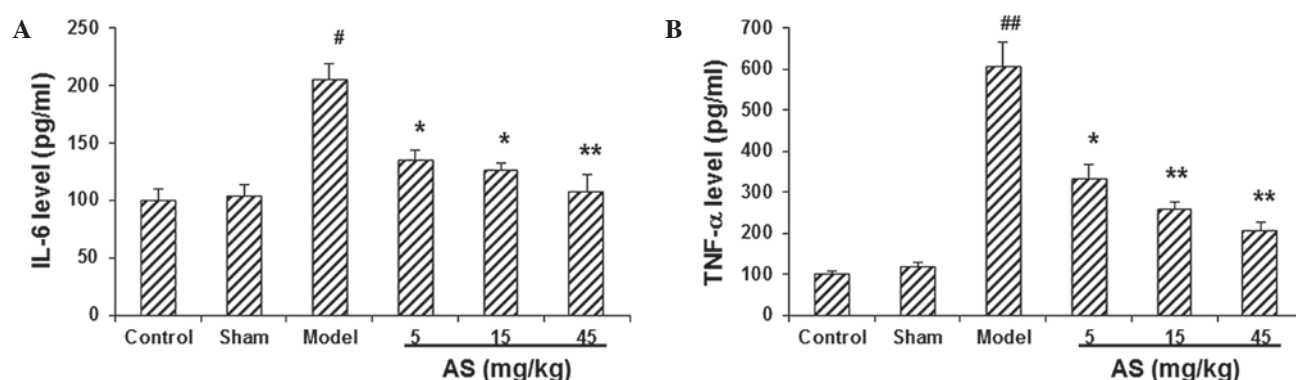 A
IL-6 level (pg/ml)
250
200
150
100
50
0
#
*
*
**
Control Sham Model 5 15 45
AS (mg/kg)
B
TNF-α level (pg/ml)
700
600
500
400
300
200
100
0
##
*
**
**
Control Sham Model 5 15 45
AS (mg/kg)